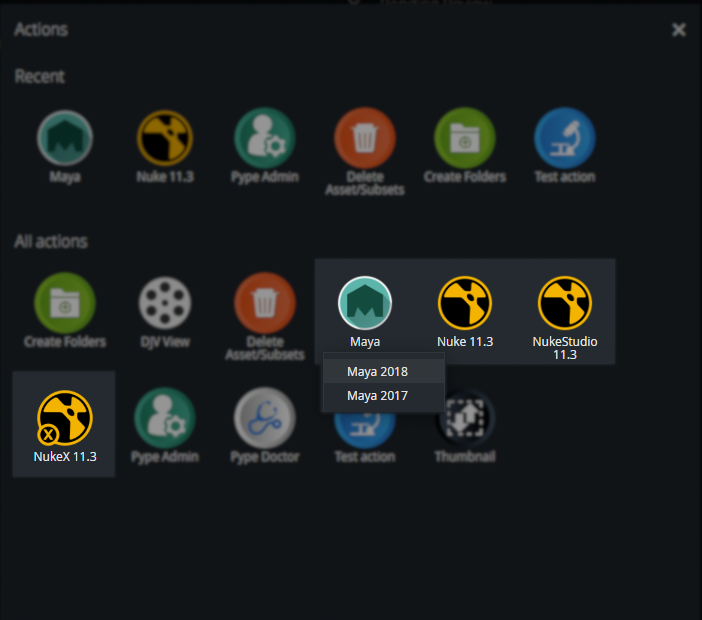 Actions
Recent
Maya
Nuke 11.3
Pype Admin
Delete
Asset/Subsets
Create Folders
Test action
All actions
Create Folders
DJV View
Delete
Asset/Subsets
Maya
Nuke 11.3
NukeStudio
11.3
Maya 2018
Maya 2017
NukeX 11.3
Pype Admin
Pype Doctor
Test action
Thumbnail